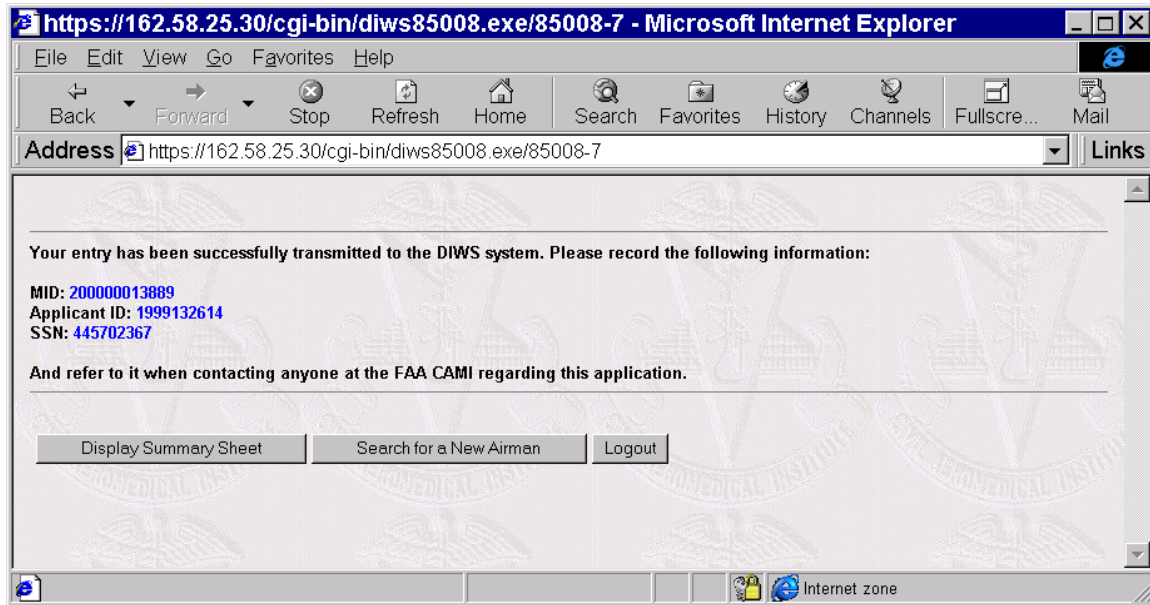 https://162.58.25.30/cgi-bin/diws85008.exe/85008-7 - Microsoft Internet Explorer
File Edit View Go Favorites Help
Back Forward Stop Refresh Home Search Favorites History Channels Fullscre... Mail
Address https://162.58.25.30/cgi-bin/diws85008.exe/85008-7 Links
Your entry has been successfully transmitted to the DIWS system. Please record the following information:
MID: 200000013889
Applicant ID: 1999132614
SSN: 445702367
And refer to it when contacting anyone at the FAA CAMI regarding this application.
Display Summary Sheet Search for a New Airman Logout
Internet zone